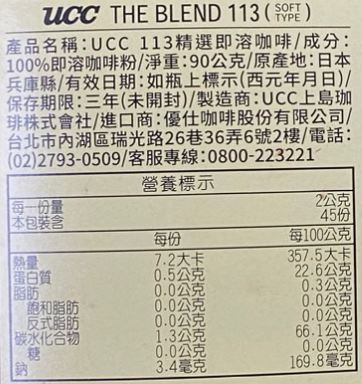 ucc THE BLEND 113 ( SOFT TYPE )
產品名稱:UCC 113精選即溶咖啡/成分:
100%即溶咖啡粉/淨重:90公克/原產地:日本
兵庫縣/有效日期:如瓶上標示(西元年月日)/
保存期限:三年(未開封)/製造商:UCC上島珈
琲株式會社/進口商:優仕咖啡股份有限公司/
台北市內湖區瑞光路26巷36弄6號2樓/電話:
(02)2793-0509/客服專線:0800-223221
營養標示
每一份量 2公克
本包裝含 45份
每份 每100公克
熱量 7.2大卡 357.5大卡
蛋白質 0.5公克 22.6公克
脂肪 0.0公克 0.3公克
飽和脂肪 0.0公克 0.0公克
反式脂肪 0.0公克 0.0公克
碳水化合物 1.3公克 66.1公克
糖 0.0公克 0.0公克
鈉 3.4毫克 169.8毫克